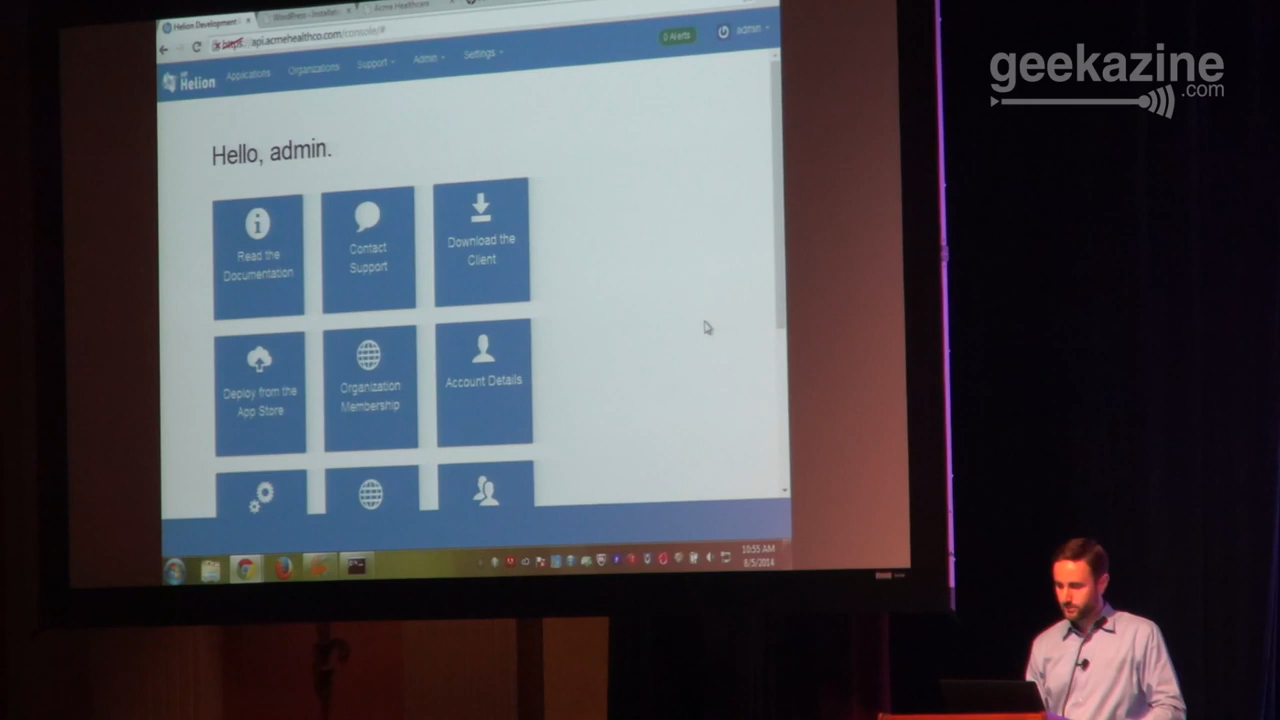 Helion Development
WordPress - Installat
Acme Healthcare
https api.acmehealthco.com/console/#
hp
Helion
Applications
Organizations
Support
Admin
Settings
0 Alerts
admin
Hello, admin.
Read the
Documentation
Contact
Support
Download the
Client
Deploy from the
App Store
Organization
Membership
Account Details
10:55 AM
8/5/2014
geekazine
.com